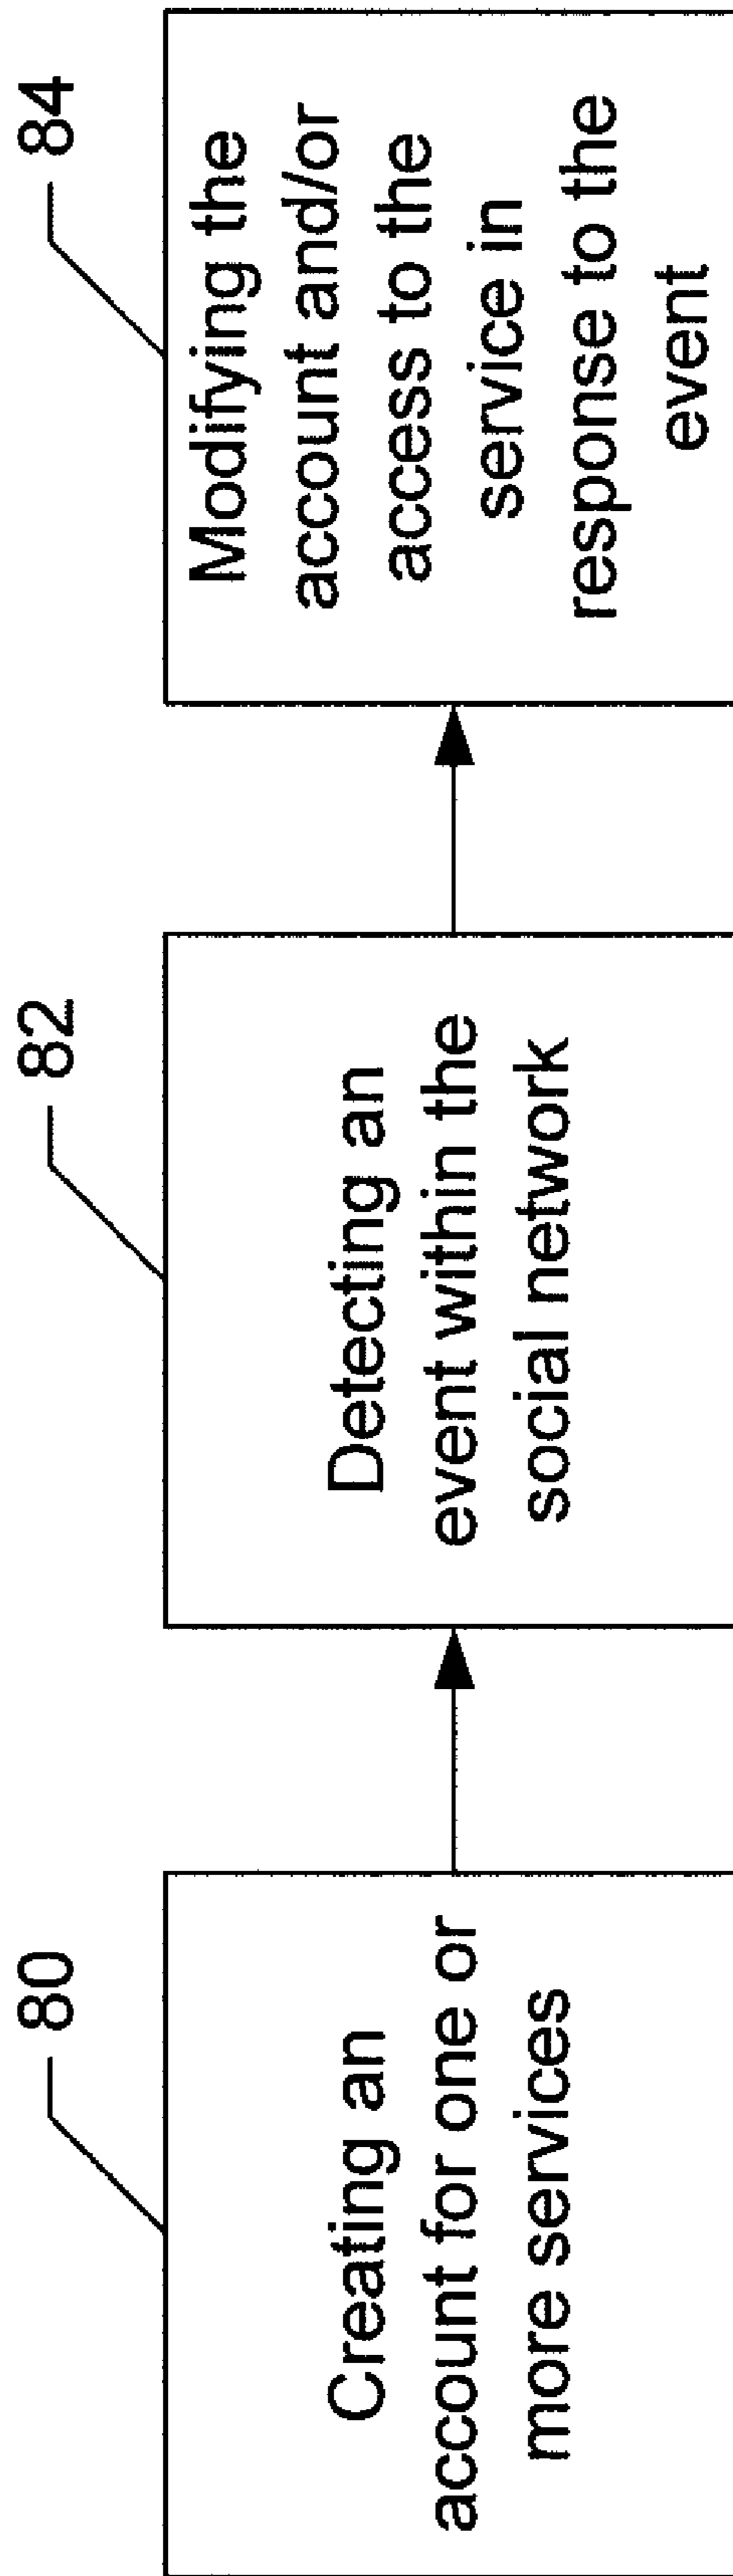 80
Creating an
account for one or
more services
82
Detecting an
event within the
social network
84
Modifying the
account and/or
access to the
service in
response to the
event